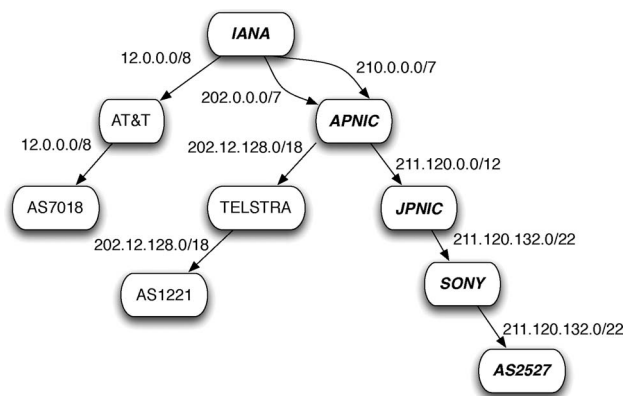 IANA
12.0.0.0/8
210.0.0.0/7
202.0.0.0/7
AT&T
APNIC
12.0.0.0/8
202.12.128.0/18
211.120.0.0/12
AS7018
TELSTRA
JPNIC
202.12.128.0/18
211.120.132.0/22
AS1221
SONY
211.120.132.0/22
AS2527